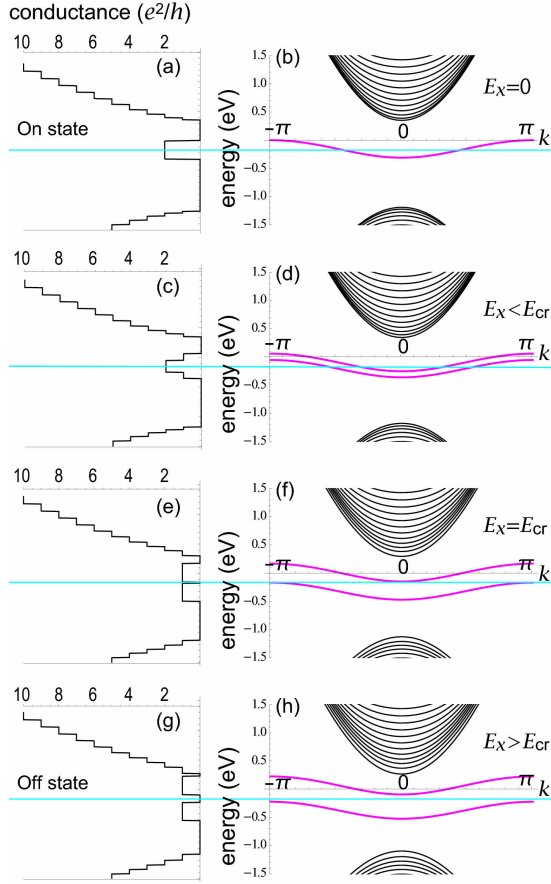 conductance (e²/h)
10 8 6 4 2
(a)
On state
energy (eV)
1.5
1.0
0.5
−0.5
−1.0
−1.5
(b)
Eₓ=0
−π 0 π k
10 8 6 4 2
(c)
energy (eV)
1.5
1.0
0.5
−0.5
−1.0
−1.5
(d)
Eₓ<Ecr
−π 0 π k
10 8 6 4 2
(e)
energy (eV)
1.5
1.0
0.5
−0.5
−1.0
−1.5
(f)
Eₓ=Ecr
−π 0 π k
10 8 6 4 2
(g)
Off state
energy (eV)
1.5
1.0
0.5
−0.5
−1.0
−1.5
(h)
Eₓ>Ecr
−π 0 π k